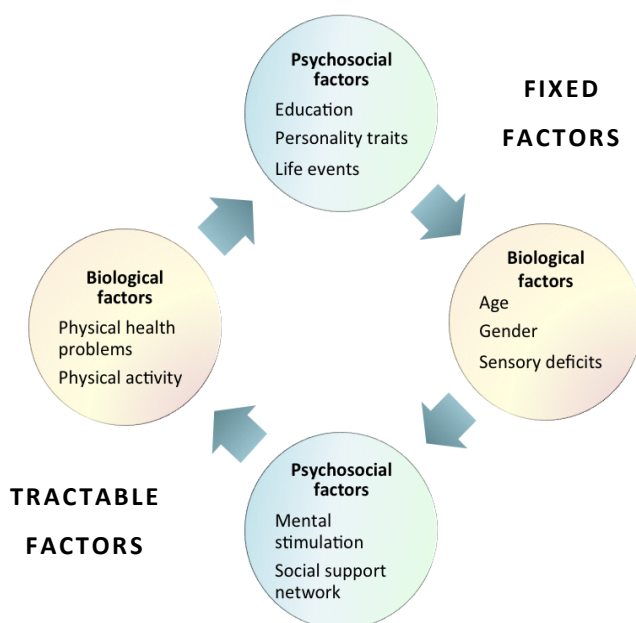 Psychosocial
factors
Education
Personality traits
Life events
FIXED
FACTORS
Biological
factors
Physical health
problems
Physical activity
Biological
factors
Age
Gender
Sensory deficits
TRACTABLE
FACTORS
Psychosocial
factors
Mental
stimulation
Social support
network